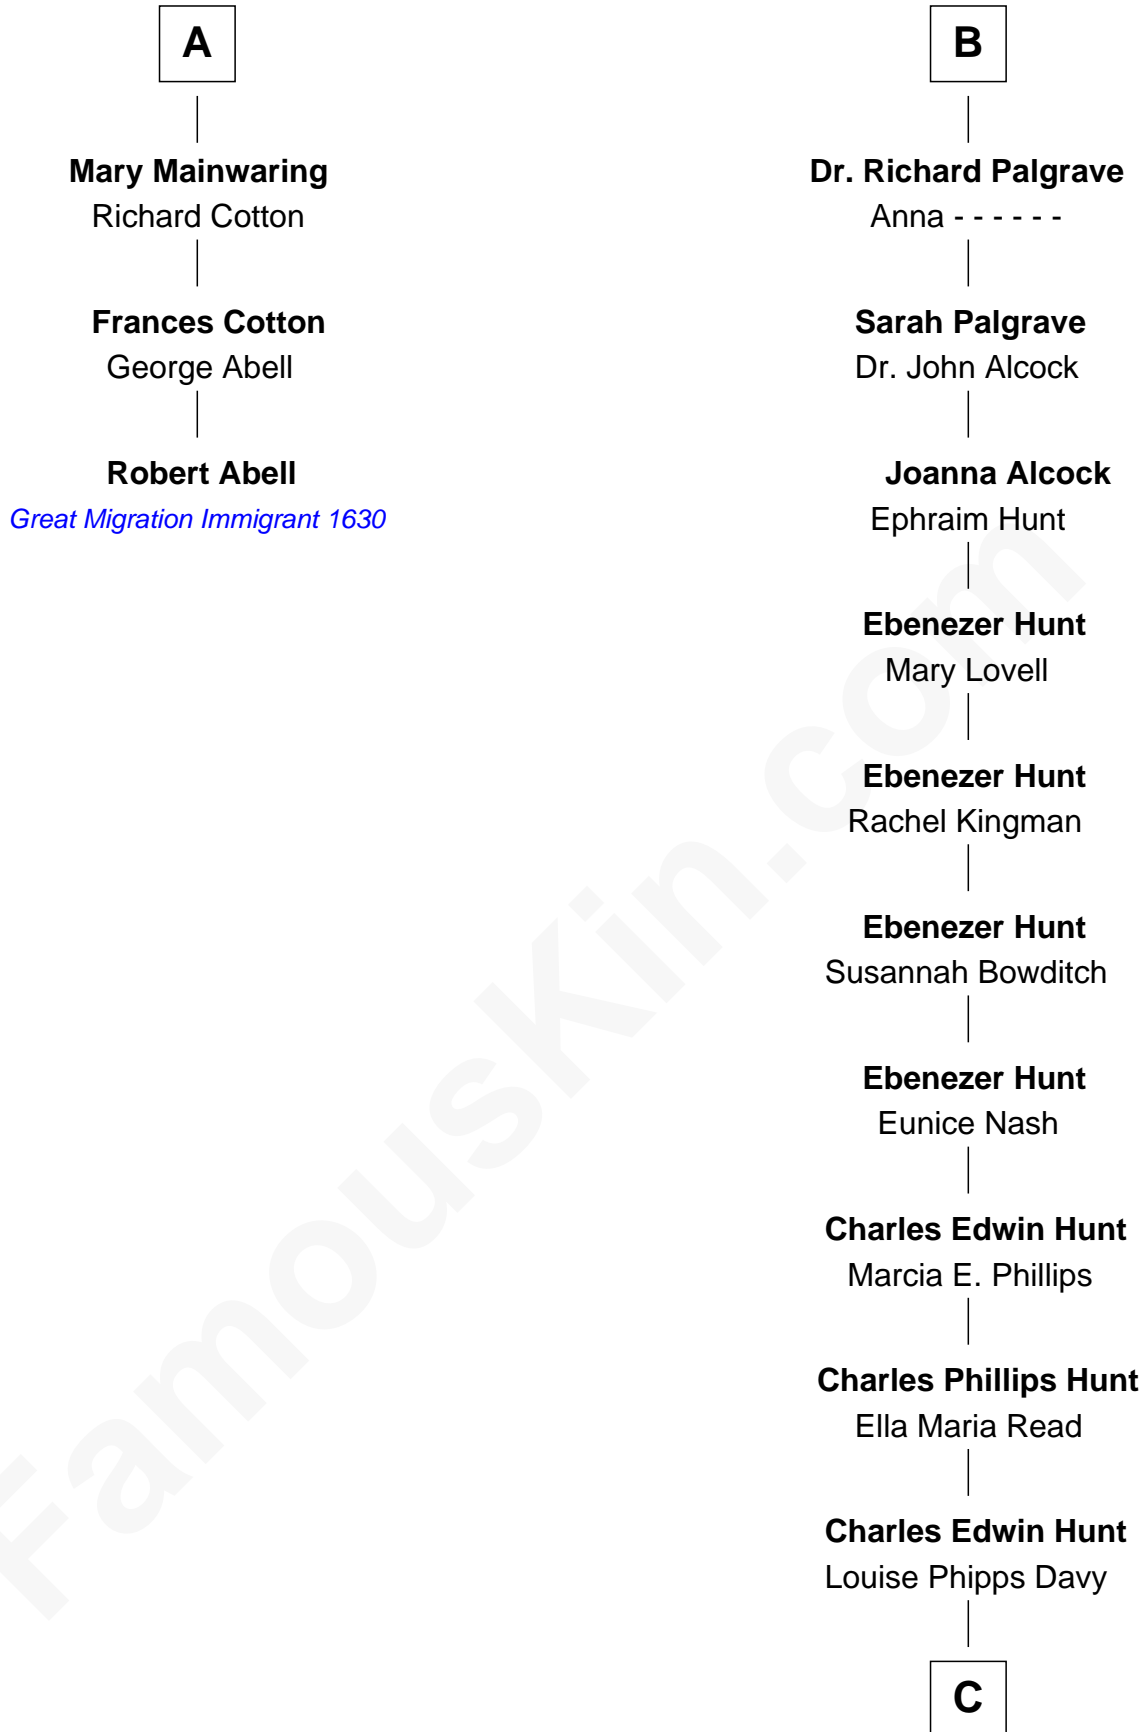 A
Mary Mainwaring
Richard Cotton
Frances Cotton
George Abell
Robert Abell
Great Migration Immigrant 1630
B
Dr. Richard Palgrave
Anna - - - - - -
Sarah Palgrave
Dr. John Alcock
Joanna Alcock
Ephraim Hunt
Ebenezer Hunt
Mary Lovell
Ebenezer Hunt
Rachel Kingman
Ebenezer Hunt
Susannah Bowditch
Ebenezer Hunt
Eunice Nash
Charles Edwin Hunt
Marcia E. Phillips
Charles Phillips Hunt
Ella Maria Read
Charles Edwin Hunt
Louise Phipps Davy
C
FamousKin.com